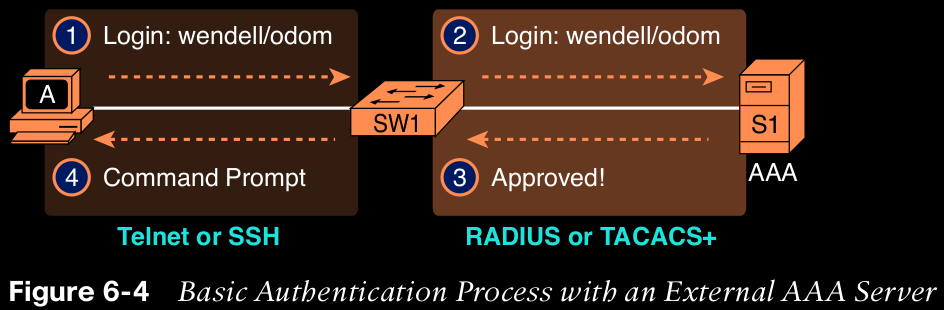 1 Login: wendell/odom
2 Login: wendell/odom
A
SW1
S1
AAA
4 Command Prompt
3 Approved!
Telnet or SSH
RADIUS or TACACS+
Figure 6-4 Basic Authentication Process with an External AAA Server